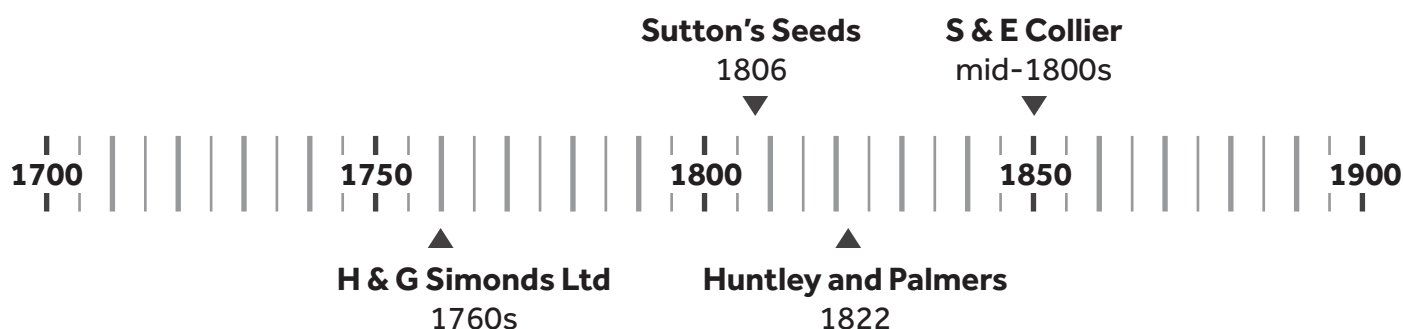 Sutton's Seeds
1806
S & E Collier
mid-1800s
1700 1750 1800 1850 1900
H & G Simonds Ltd
1760s
Huntley and Palmers
1822